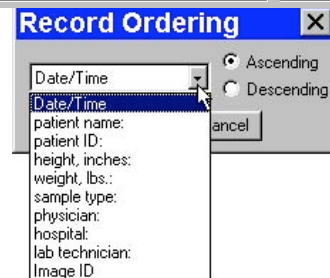 Record Ordering
Date/Time
Ascending
Descending
Date/Time
patient name:
patient ID:
height, inches:
weight, lbs.:
sample type:
physician:
hospital:
lab technician:
Image ID
ancel